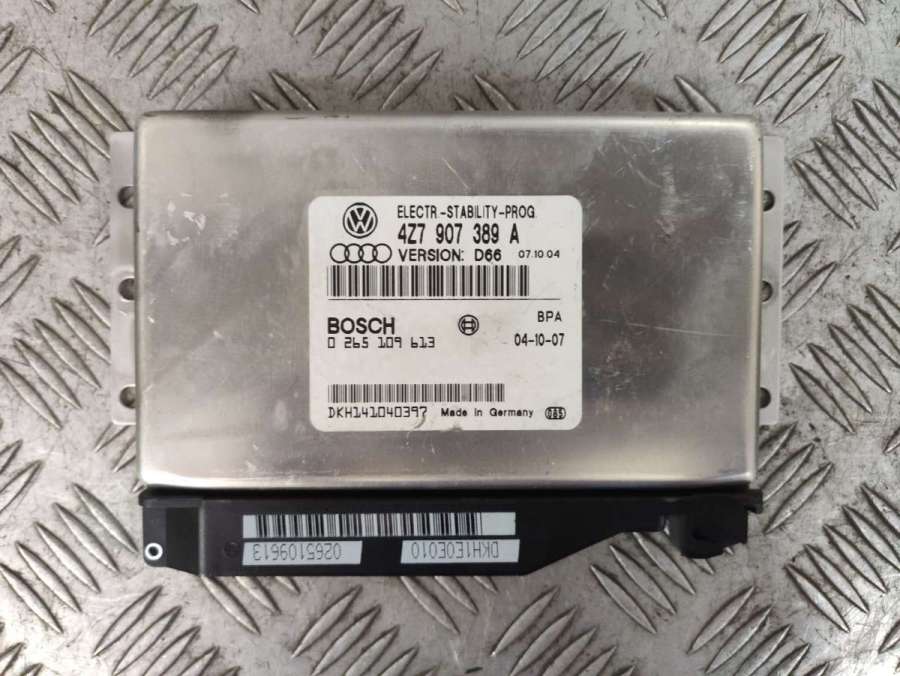 ELECTR.-STABILITY-PROG.
4Z7 907 389 A
VERSION: D66 07.10.04
BPA
BOSCH
0 265 109 613 04-10-07
DKH141040397 Made in Germany 085
DKH1E0E010 0265109613